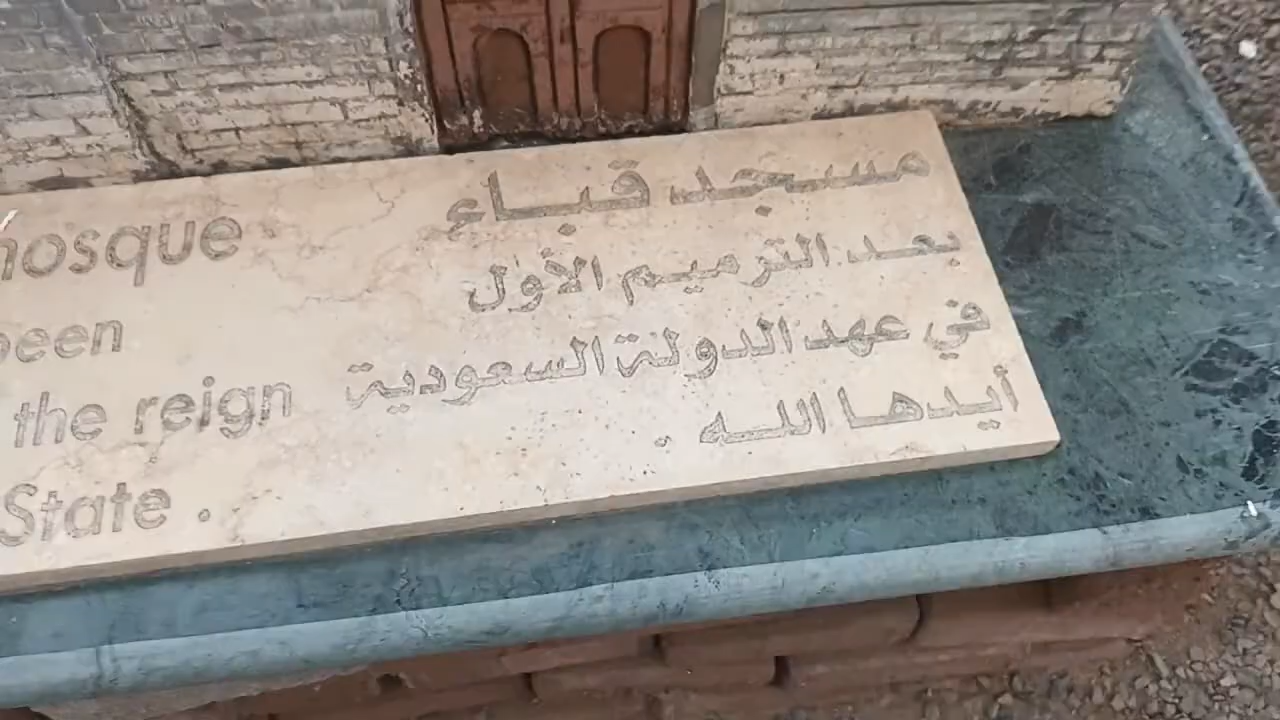 مسجد قباء
بعد الترميم الأول
في عهد الدولة السعودية
أيدها الله .
mosque
been
the reign
State .